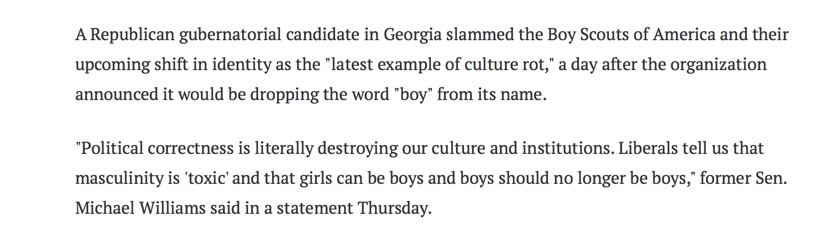 A Republican gubernatorial candidate in Georgia slammed the Boy Scouts of America and their
upcoming shift in identity as the "latest example of culture rot," a day after the organization
announced it would be dropping the word "boy" from its name.
"Political correctness is literally destroying our culture and institutions. Liberals tell us that
masculinity is 'toxic' and that girls can be boys and boys should no longer be boys," former Sen.
Michael Williams said in a statement Thursday.